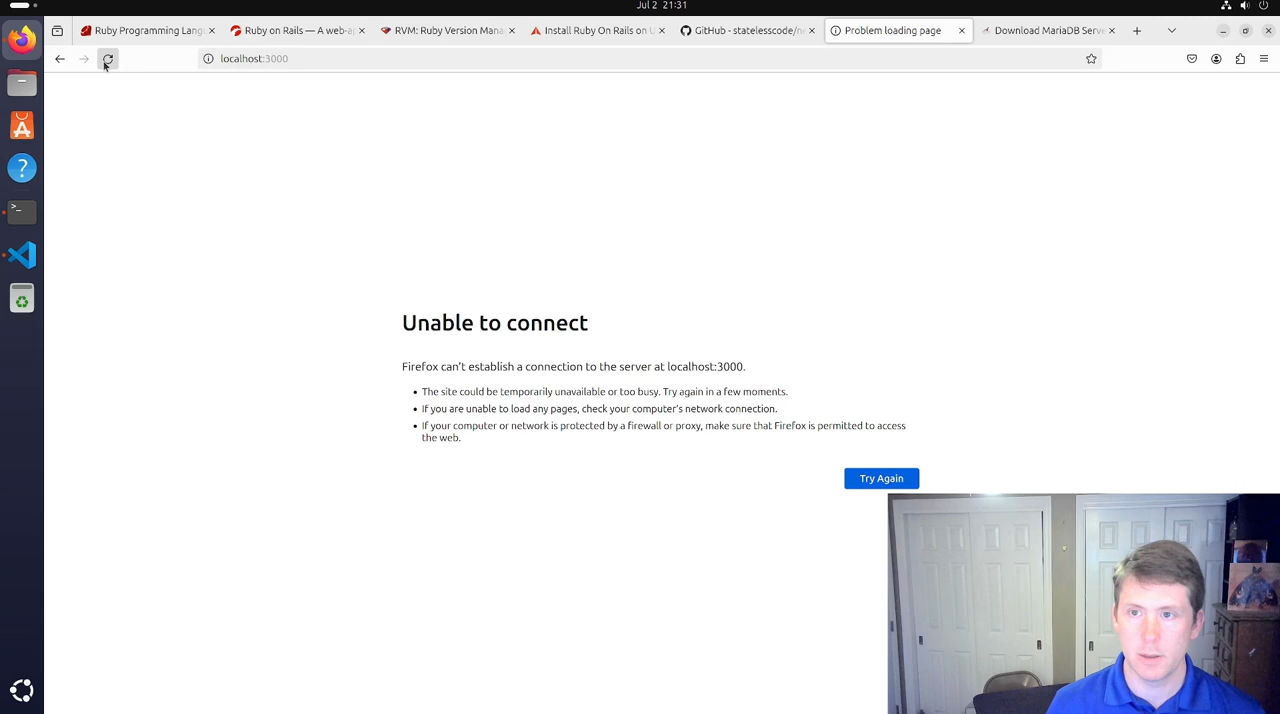 Jul 2 21:31
Ruby Programming Lang
Ruby on Rails — A web-ap
RVM: Ruby Version Mana
Install Ruby On Rails on U
GitHub - statelesscode/ne
Problem loading page
Download MariaDB Serve
localhost:3000
Unable to connect
Firefox can’t establish a connection to the server at localhost:3000.
• The site could be temporarily unavailable or too busy. Try again in a few moments.
• If you are unable to load any pages, check your computer’s network connection.
• If your computer or network is protected by a firewall or proxy, make sure that Firefox is permitted to access
the web.
Try Again